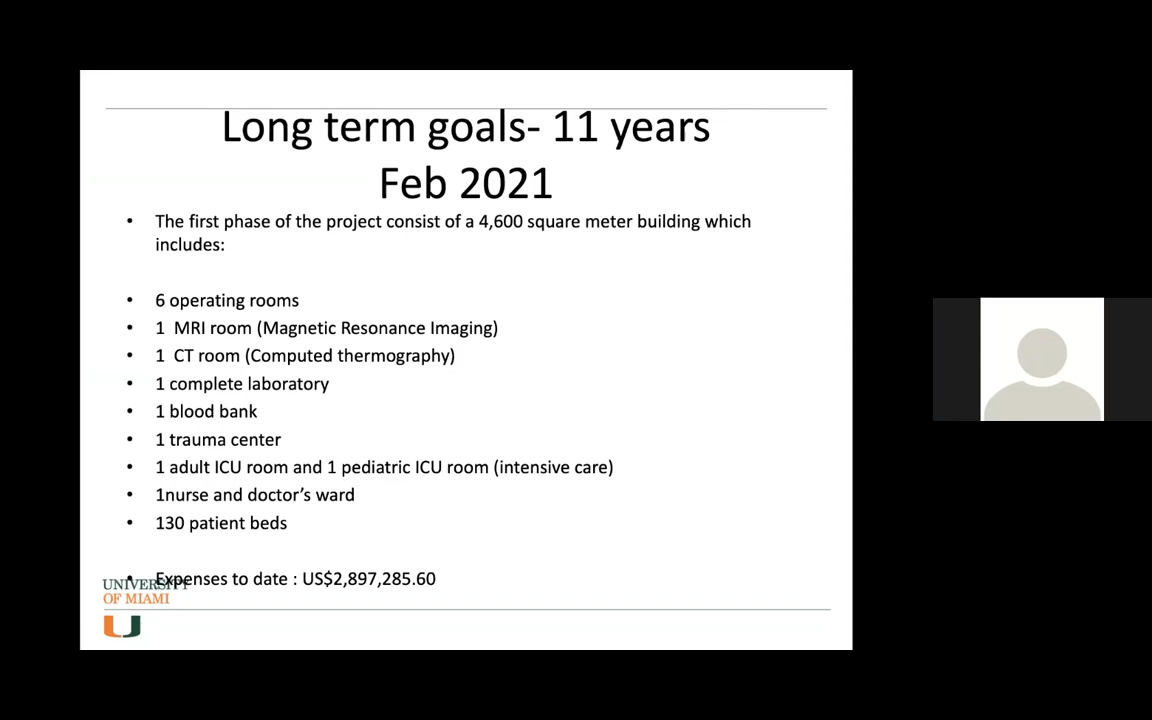 Long term goals- 11 years
Feb 2021
• The first phase of the project consist of a 4,600 square meter building which
includes:
• 6 operating rooms
• 1  MRI room (Magnetic Resonance Imaging)
• 1  CT room (Computed thermography)
• 1 complete laboratory
• 1 blood bank
• 1 trauma center
• 1 adult ICU room and 1 pediatric ICU room (intensive care)
• 1nurse and doctor's ward
• 130 patient beds
• Expenses to date : US$2,897,285.60
UNIVERSITY
OF MIAMI